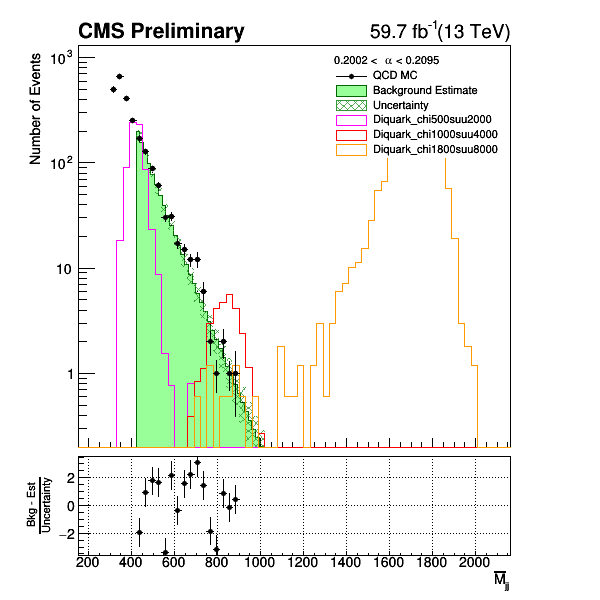 CMS Preliminary 59.7 fb⁻¹(13 TeV)
0.2002 < α < 0.2095
QCD MC
Background Estimate
Uncertainty
Diquark_chi500suu2000
Diquark_chi1000suu4000
Diquark_chi1800suu8000
Number of Events
10³
10²
10
1
Bkg - Est
Uncertainty
2
0
−2
200 400 600 800 1000 1200 1400 1600 1800 2000
M̅jj